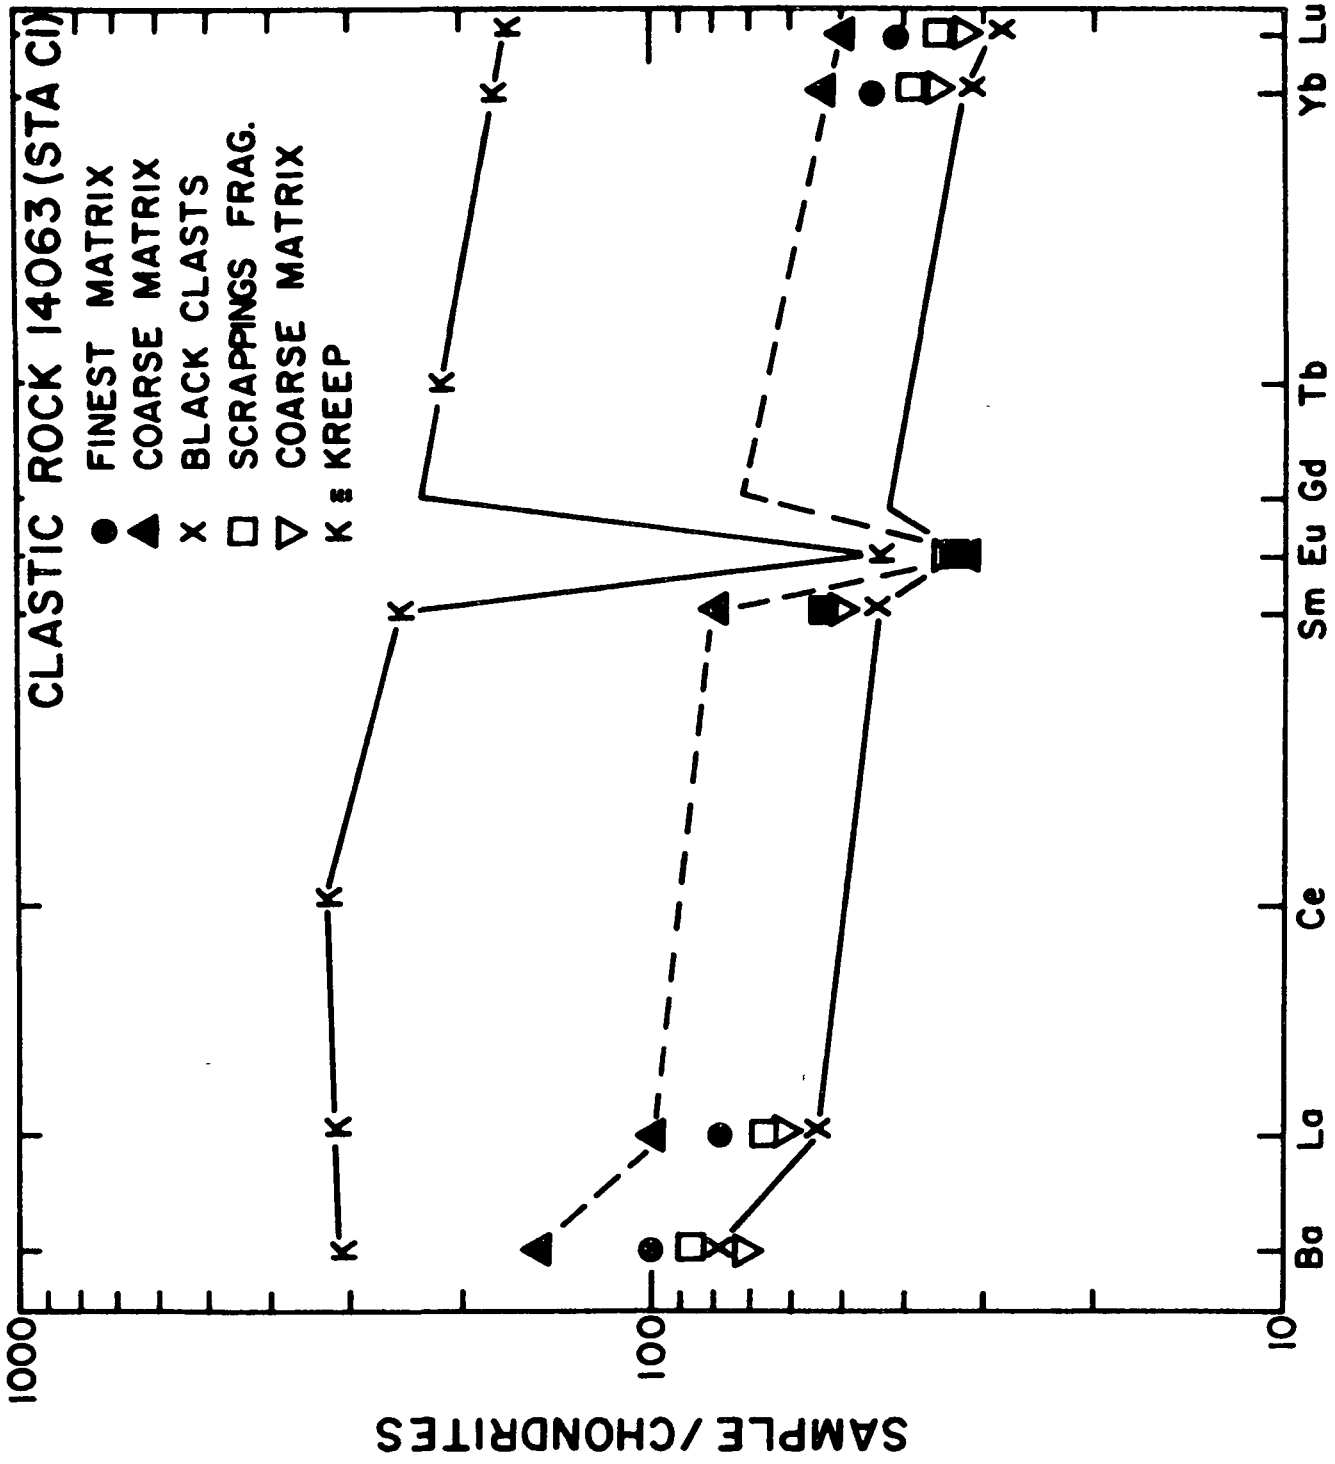 CLASTIC ROCK 14063 (STA C1)
● FINEST MATRIX
▲ COARSE MATRIX
X BLACK CLASTS
□ SCRAPPINGS FRAG.
▽ COARSE MATRIX
K ≡ KREEP
SAMPLE/CHONDRITES
1000
100
10
Ba La Ce Sm Eu Gd Tb Yb Lu
K K K K K K K K
X X X X X